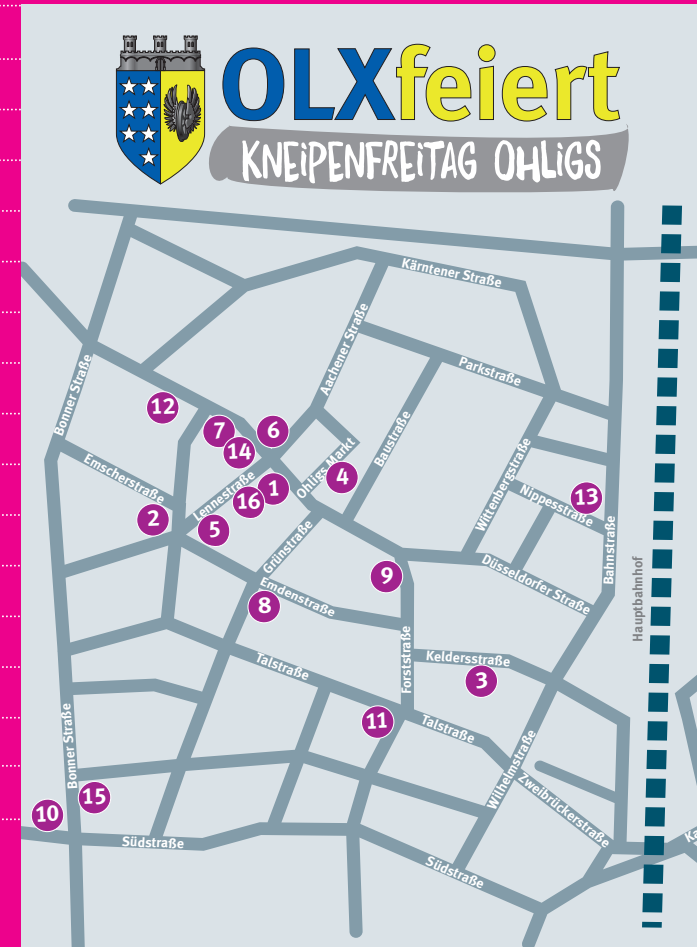 OLXfeiert
KNEiPENFREiTAG OHLiGS
Kärntener Straße
Aachener Straße
Parkstraße
Bonner Straße
12
7
6
14
Baustraße
Ohligs Markt
4
Wittenbergstraße
Emscherstraße
Lennestraße
1
16
Nippesstraße
13
2
5
Grünstraße
Bahnstraße
Hauptbahnhof
9
Düsseldorfer Straße
8
Emdenstraße
Forststraße
Keldersstraße
3
Talstraße
11
Talstraße
Bonner Straße
Wilhelmstraße
Zweibrückerstraße
15
10
Südstraße
Südstraße
Ka